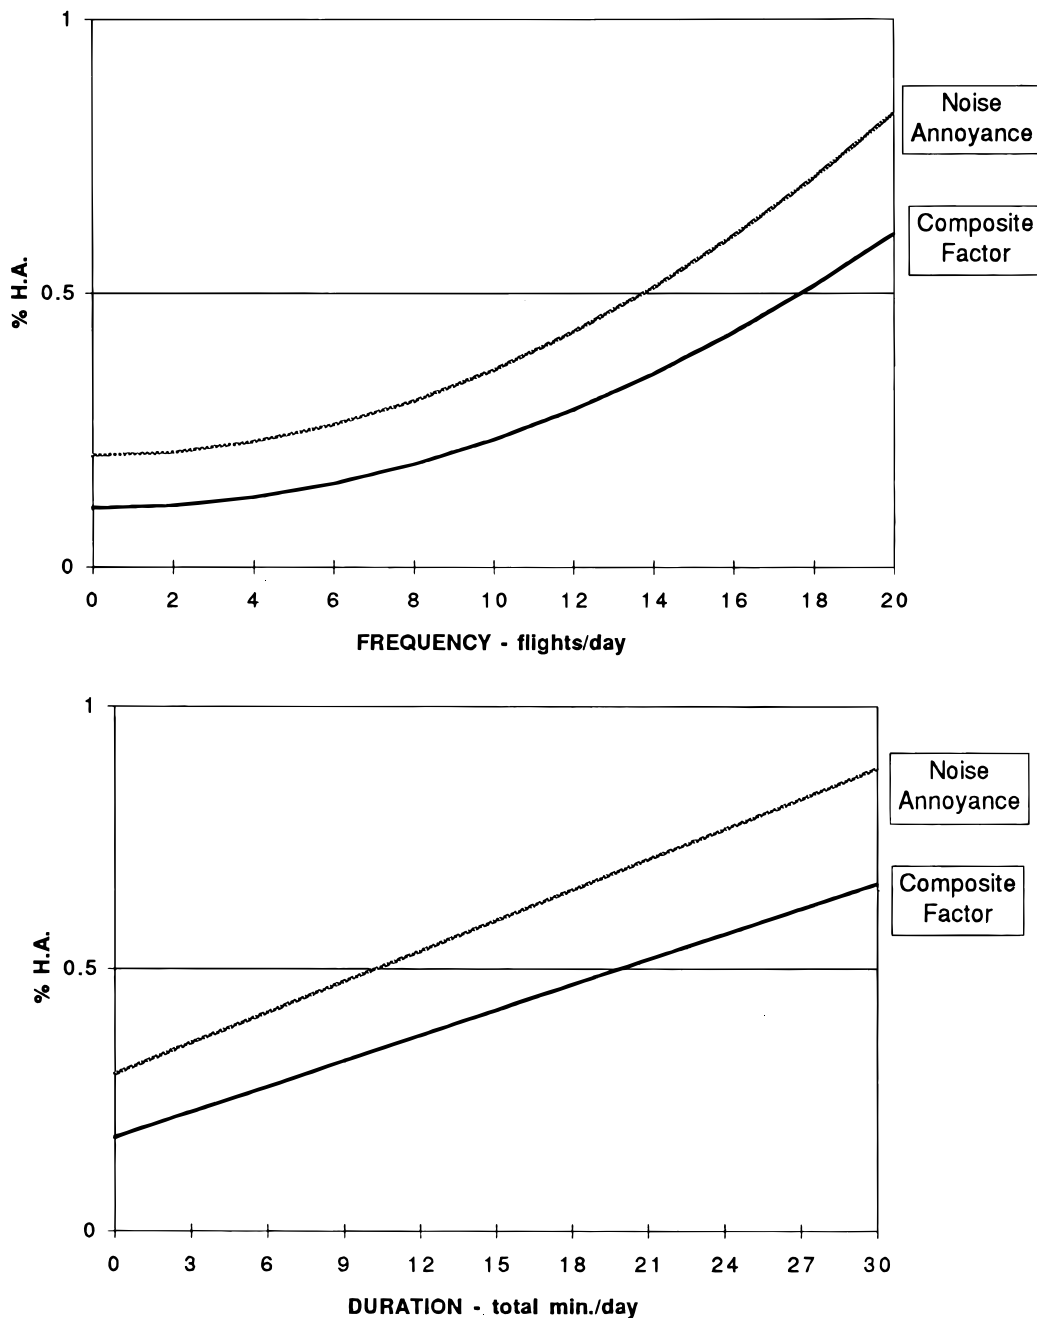 1
Noise
Annoyance
Composite
Factor
% H.A.
0.5
0
0 2 4 6 8 10 12 14 16 18 20
FREQUENCY - flights/day
1
Noise
Annoyance
Composite
Factor
% H.A.
0.5
0
0 3 6 9 12 15 18 21 24 27 30
DURATION - total min./day